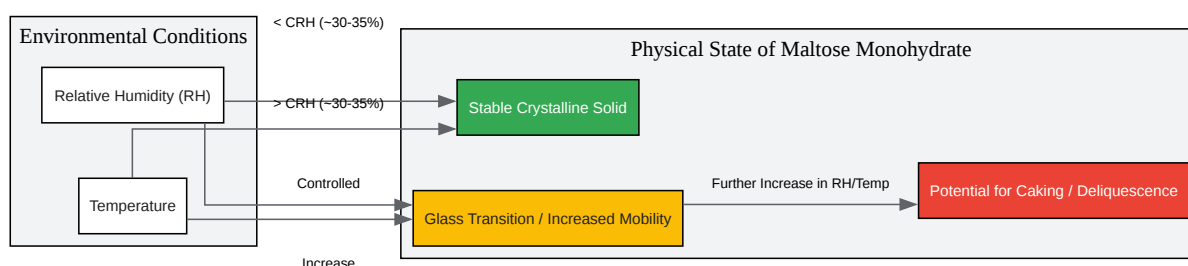 < CRH (~30-35%)
Environmental Conditions
Physical State of Maltose Monohydrate
Relative Humidity (RH)
> CRH (~30-35%)
Stable Crystalline Solid
Controlled
Further Increase in RH/Temp
Potential for Caking / Deliquescence
Temperature
Glass Transition / Increased Mobility
Increase